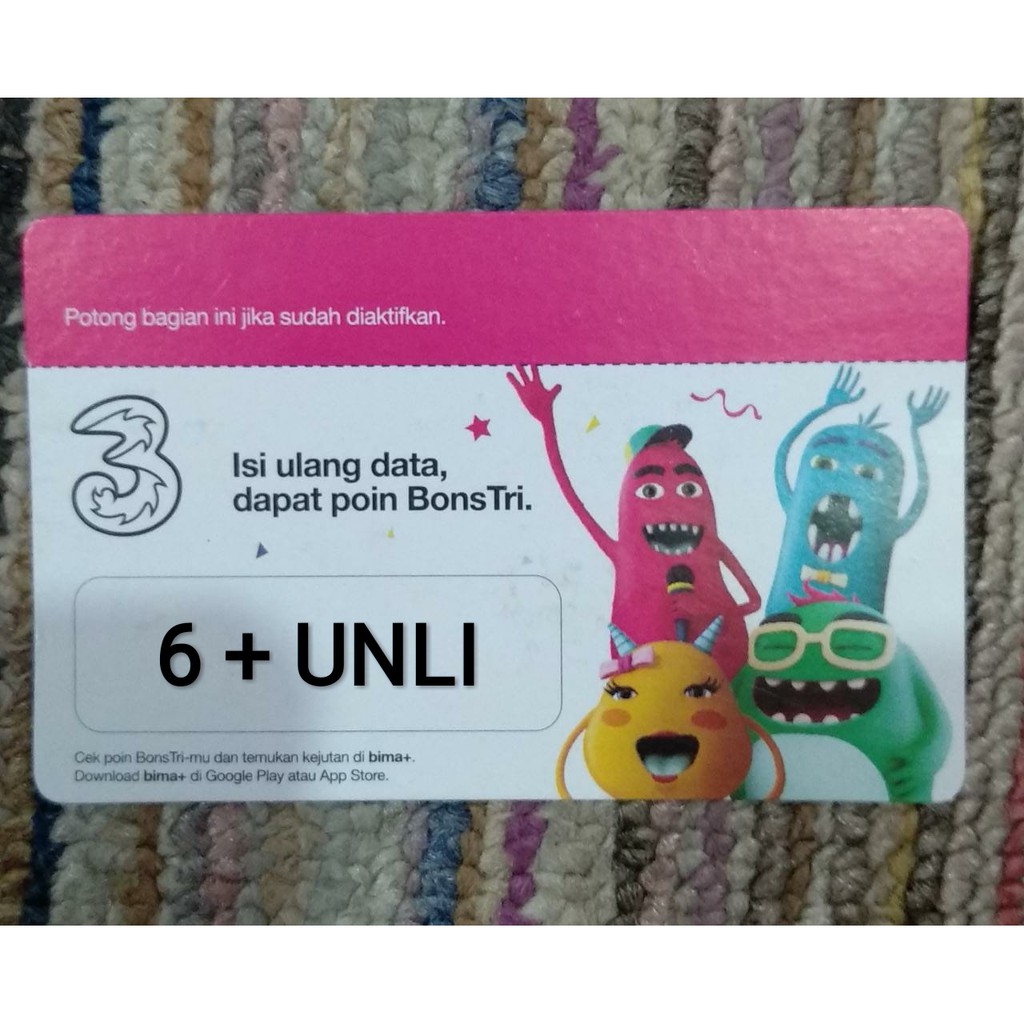 Potong bagian ini jika sudah diaktifkan.
3
Isi ulang data,
dapat poin BonsTri.
6 + UNLI
Cek poin BonsTri-mu dan temukan kejutan di bima+.
Download bima+ di Google Play atau App Store.